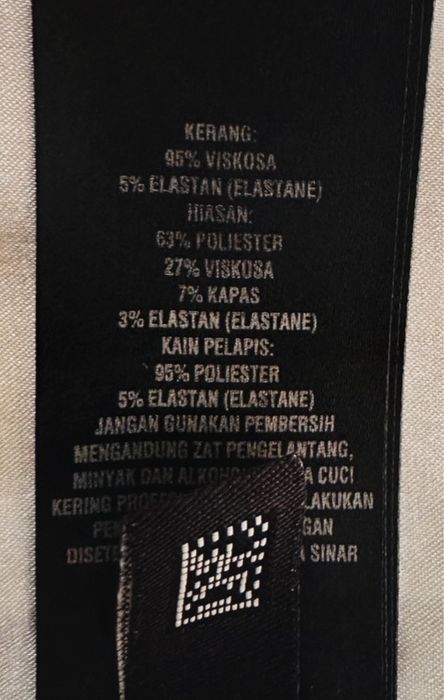 KERANG:
95% VISKOSA
5% ELASTAN (ELASTANE)
HIASAN:
63% POLIESTER
27% VISKOSA
7% KAPAS
3% ELASTAN (ELASTANE)
KAIN PELAPIS:
95% POLIESTER
5% ELASTAN (ELASTANE)
JANGAN GUNAKAN PEMBERSIH
MENGANDUNG ZAT PENGELANTANG,
MINYAK DAN CUCI
KERING
SINAR